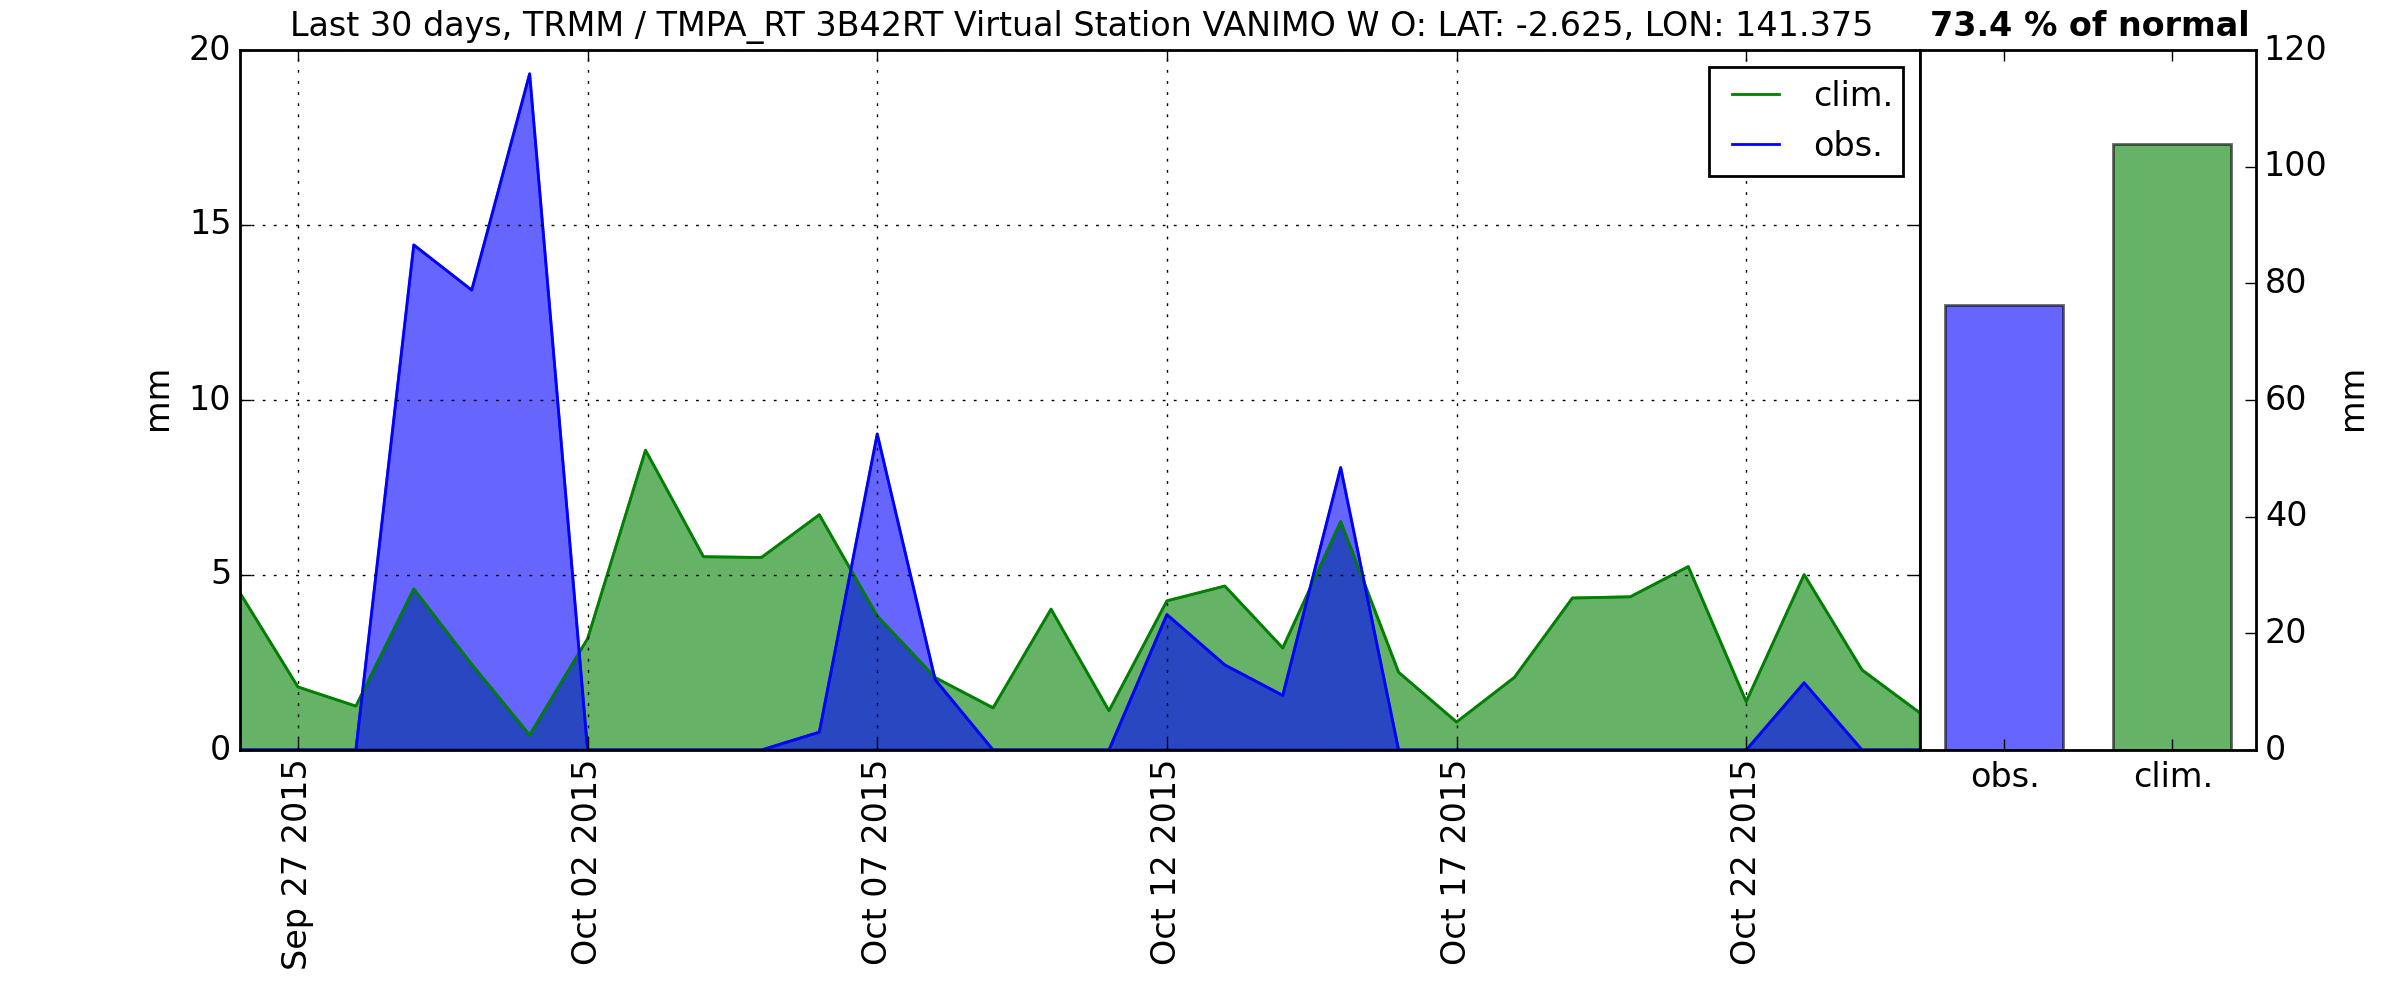 Last 30 days, TRMM / TMPA_RT 3B42RT Virtual Station VANIMO W O: LAT: -2.625, LON: 141.375
73.4 % of normal
20
15
10
5
0
mm
clim.
obs.
120
100
80
60
40
20
0
mm
obs.
clim.
Sep 27 2015
Oct 02 2015
Oct 07 2015
Oct 12 2015
Oct 17 2015
Oct 22 2015